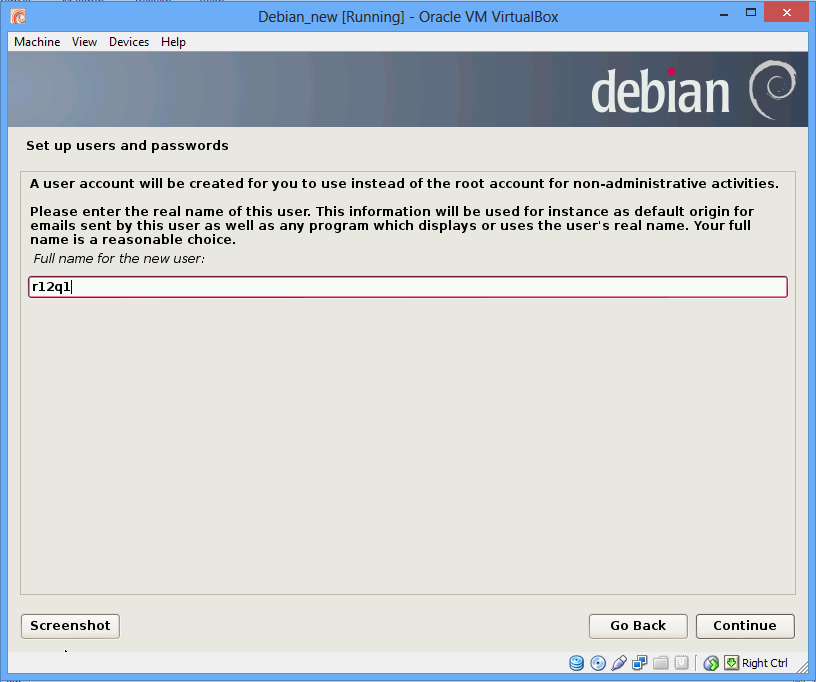 Debian_new [Running] - Oracle VM VirtualBox
Machine View Devices Help
debian
Set up users and passwords
A user account will be created for you to use instead of the root account for non-administrative activities.
Please enter the real name of this user. This information will be used for instance as default origin for
emails sent by this user as well as any program which displays or uses the user's real name. Your full
name is a reasonable choice.
Full name for the new user:
r12q1
Screenshot Go Back Continue
Right Ctrl